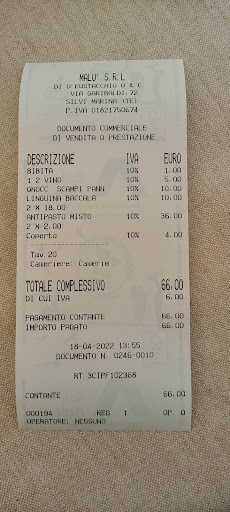 MALU' S.R.L.
DI D'EUSTACCHIO O & C
VIA GARIBALDI,72
SILVI MARINA (TE)
P.IVA 01621750674
DOCUMENTO COMMERCIALE
DI VENDITA O PRESTAZIONE
DESCRIZIONE IVA EURO
BIBITA 10% 1.00
1 2 VINO 10% 5.00
GNOCC SCAMPI PANN 10% 10.00
LINGUINA BACCALA 10% 10.00
2 X 18.00
ANTIPASTO MISTO 10% 36.00
2 X 2.00
Coperto 10% 4.00
Tav.20
Cameriere: Camerie
TOTALE COMPLESSIVO 66.00
DI CUI IVA 6.00
PAGAMENTO CONTANTE 66.00
IMPORTO PAGATO 66.00
18-04-2022 13:55
DOCUMENTO N. 0246-0010
RT 3CIPF102368
CONTANTE 66.00
000194 REG. 1 OP. 0
OPERATORE: NESSUNO